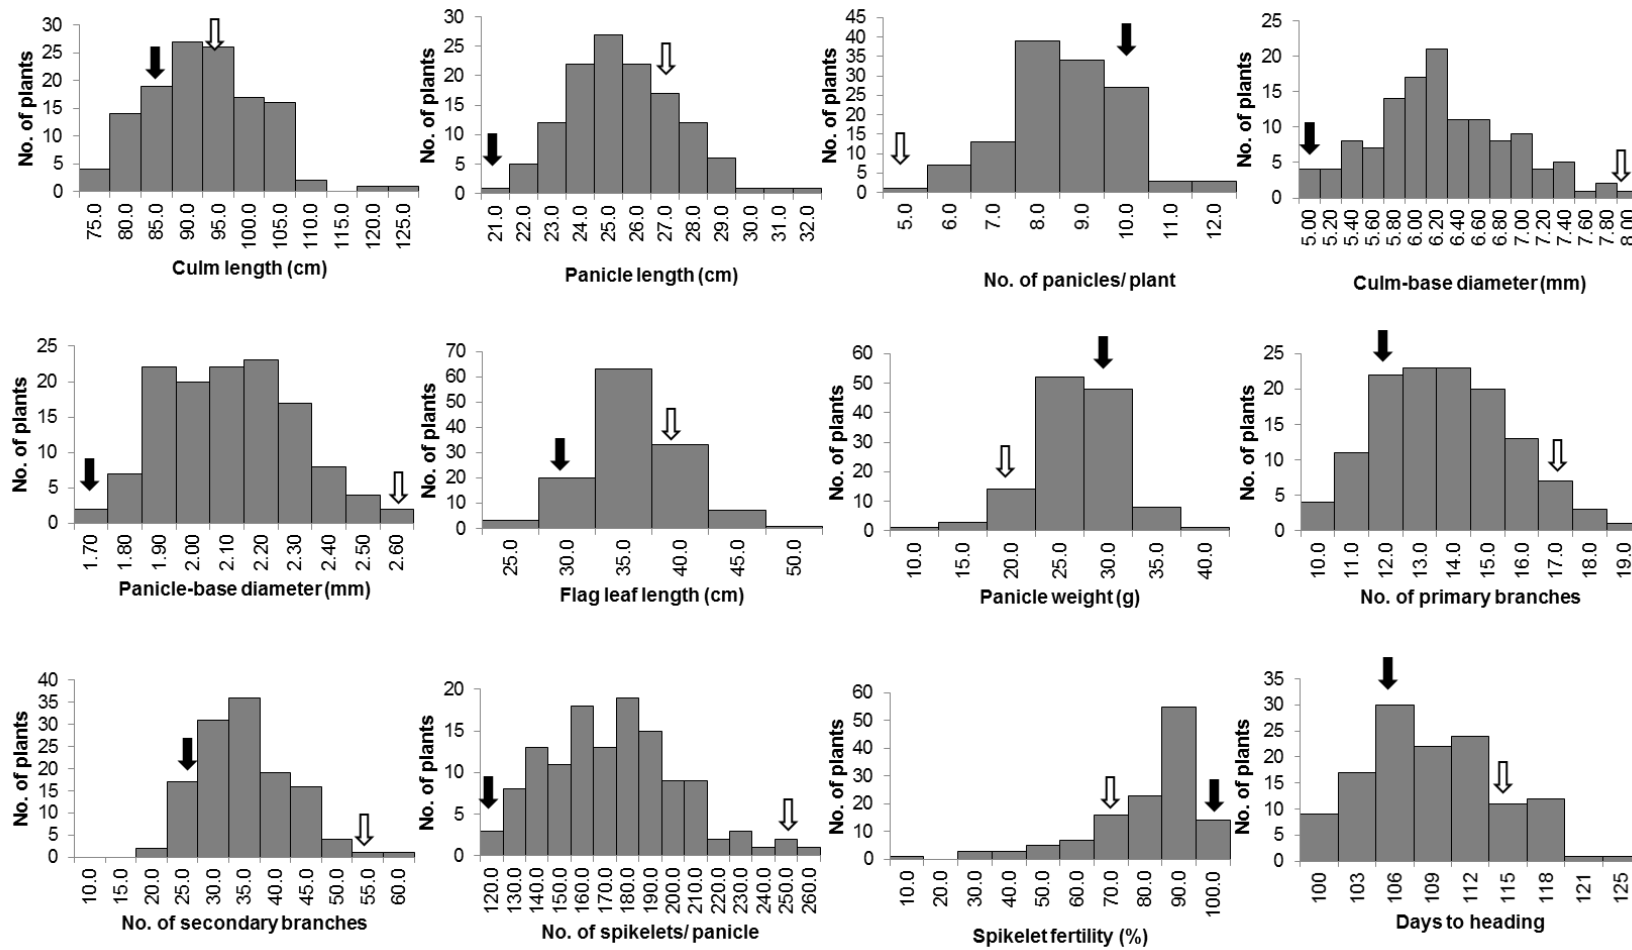 No. of plants
30
25
20
15
10
5
0
75.0 80.0 85.0 90.0 95.0 100.0 105.0 110.0 115.0 120.0 125.0
Culm length (cm)
No. of plants
30
25
20
15
10
5
0
21.0 22.0 23.0 24.0 25.0 26.0 27.0 28.0 29.0 30.0 31.0 32.0
Panicle length (cm)
No. of plants
45
40
35
30
25
20
15
10
5
0
5.0 6.0 7.0 8.0 9.0 10.0 11.0 12.0
No. of panicles/ plant
No. of plants
25
20
15
10
5
0
5.00 5.20 5.40 5.60 5.80 6.00 6.20 6.40 6.60 6.80 7.00 7.20 7.40 7.60 7.80 8.00
Culm-base diameter (mm)
No. of plants
25
20
15
10
5
0
1.70 1.80 1.90 2.00 2.10 2.20 2.30 2.40 2.50 2.60
Panicle-base diameter (mm)
No. of plants
70
60
50
40
30
20
10
0
25.0 30.0 35.0 40.0 45.0 50.0
Flag leaf length (cm)
No. of plants
60
50
40
30
20
10
0
10.0 15.0 20.0 25.0 30.0 35.0 40.0
Panicle weight (g)
No. of plants
25
20
15
10
5
0
10.0 11.0 12.0 13.0 14.0 15.0 16.0 17.0 18.0 19.0
No. of primary branches
No. of plants
40
35
30
25
20
15
10
5
0
10.0 15.0 20.0 25.0 30.0 35.0 40.0 45.0 50.0 55.0 60.0
No. of secondary branches
No. of plants
20
15
10
5
0
120.0 130.0 140.0 150.0 160.0 170.0 180.0 190.0 200.0 210.0 220.0 230.0 240.0 250.0 260.0
No. of spikelets/ panicle
No. of plants
60
50
40
30
20
10
0
10.0 20.0 30.0 40.0 50.0 60.0 70.0 80.0 90.0 100.0
Spikelet fertility (%)
No. of plants
35
30
25
20
15
10
5
0
100 103 106 109 112 115 118 121 125
Days to heading